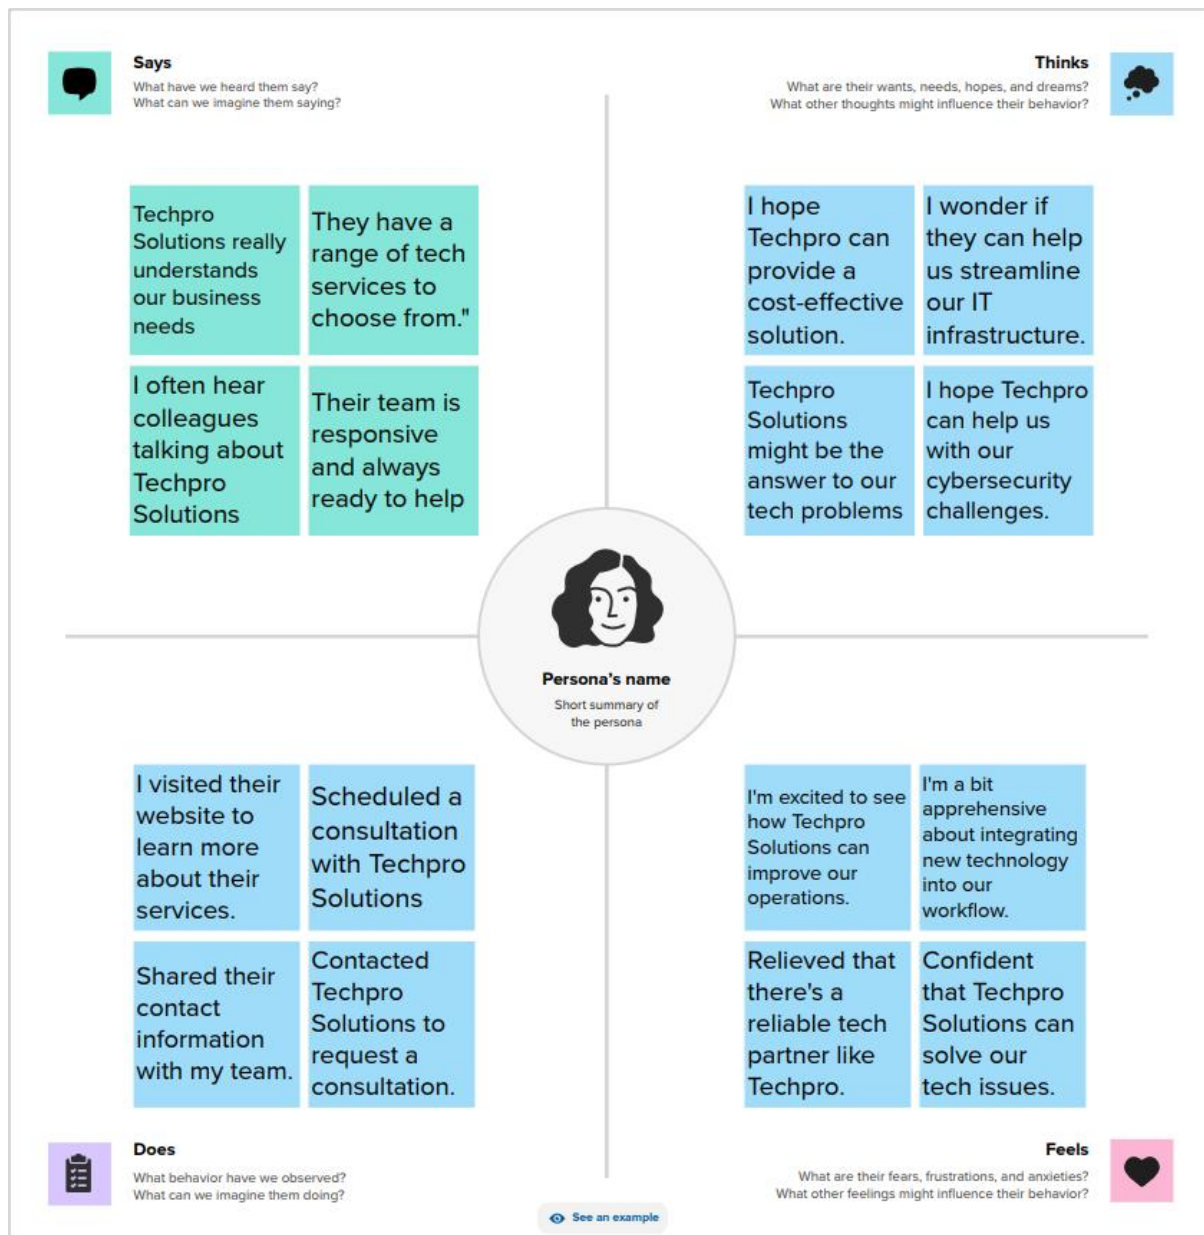 Says
What have we heard them say?
What can we imagine them saying?
Thinks
What are their wants, needs, hopes, and dreams?
What other thoughts might influence their behavior?
Techpro
Solutions really
understands
our business
needs
They have a
range of tech
services to
choose from."
I often hear
colleagues
talking about
Techpro
Solutions
Their team is
responsive
and always
ready to help
I hope
Techpro can
provide a
cost-effective
solution.
I wonder if
they can help
us streamline
our IT
infrastructure.
Techpro
Solutions
might be the
answer to our
tech problems
I hope Techpro
can help us
with our
cybersecurity
challenges.
Persona's name
Short summary of
the persona
I visited their
website to
learn more
about their
services.
Scheduled a
consultation
with Techpro
Solutions
Shared their
contact
information
with my team.
Contacted
Techpro
Solutions to
request a
consultation.
I'm excited to see
how Techpro
Solutions can
improve our
operations.
I'm a bit
apprehensive
about integrating
new technology
into our
workflow.
Relieved that
there's a
reliable tech
partner like
Techpro.
Confident
that Techpro
Solutions can
solve our
tech issues.
Does
What behavior have we observed?
What can we imagine them doing?
Feels
What are their fears, frustrations, and anxieties?
What other feelings might influence their behavior?
See an example